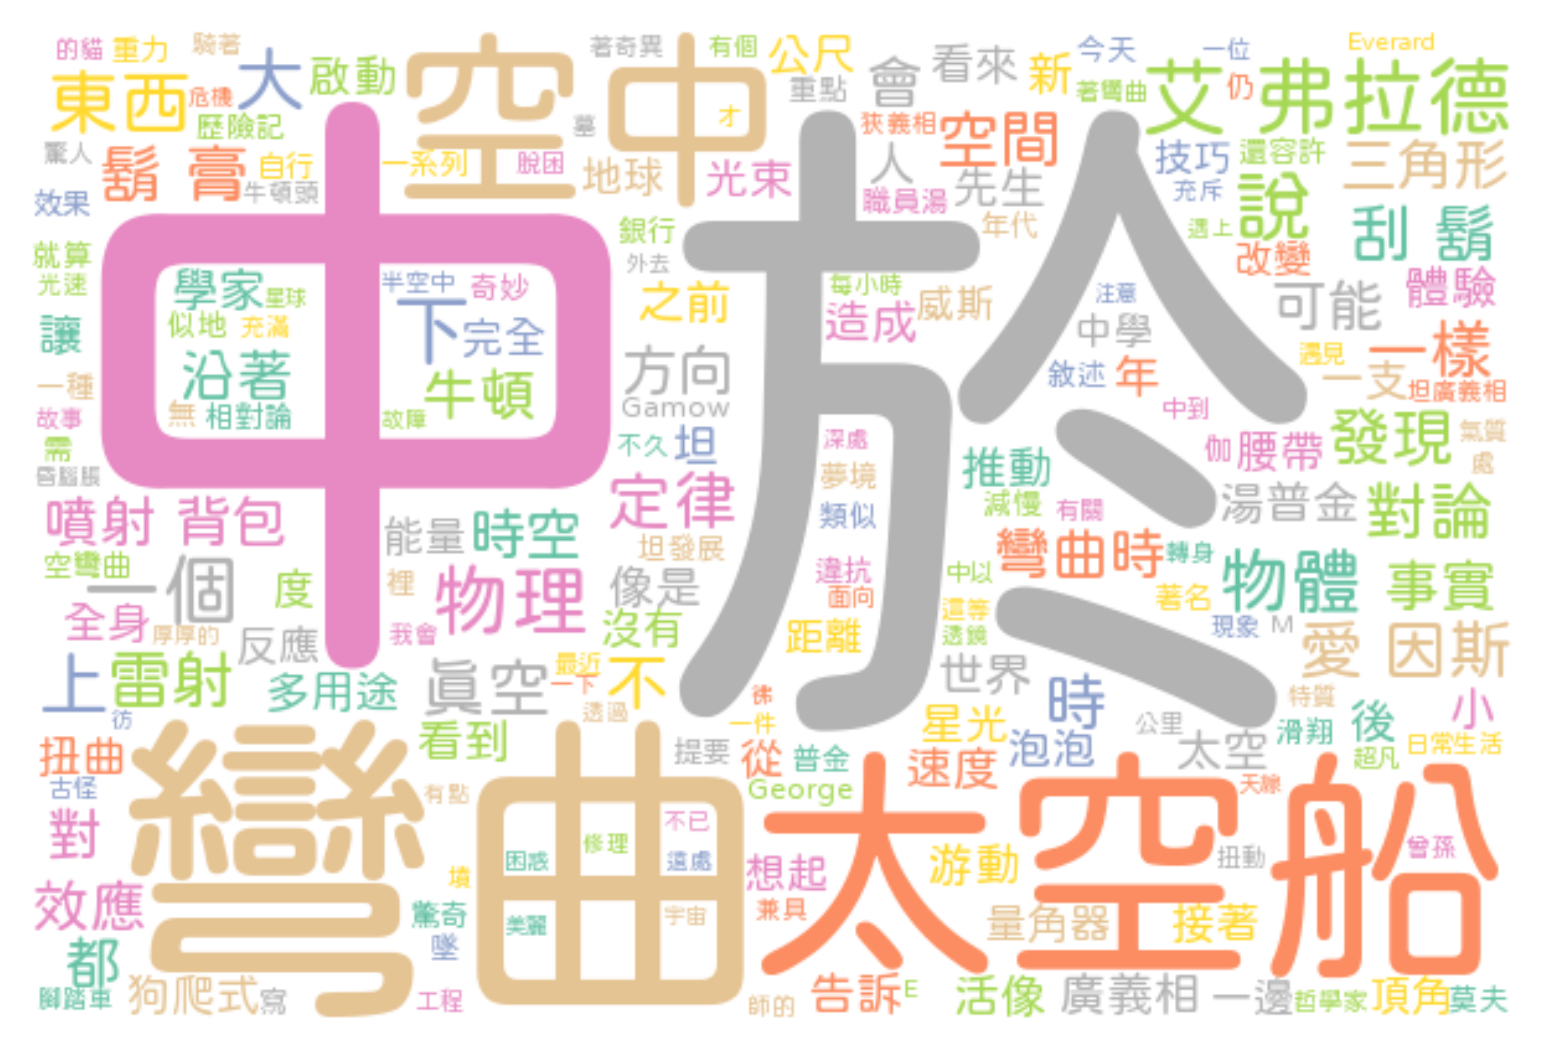 的貓 重力 騎著 大 啟動 空中 著奇異 有個 公尺 會 看來 新 今天 一位 Everard
東西 危機 歷險記 重點 才 墓 著彎曲 仍 艾弗拉德
驚人 鬍膏 自行 牛頓頭 一系列 脫困 地球 光束 狹義相 空間 人 先生 技巧 還容許 三角形
效果 職員湯 充斥 說 刮鬍
中 於
就算 光速 銀行 外去 年代 遇上 改變 體驗
學家 星球 半空中 奇妙 之前 每小時 造成 威斯 注意 可能
讓 似地 充滿 下 完全 中學 一樣
一種 沿著 牛頓 方向 敘述 年 遇見 一支 坦廣義相
故事 無 相對論 故障 Gamow 中到
需 不久 坦 深處 伽 腰帶 發現 氣質 處
昏腦脹 夢境 推動
噴射 背包 能量 時空 定律 類似 減慢 有關 湯普金 對論
空彎曲 坦發展 彎曲時 轉身
一個 度 裡 物理 像是 違抗 面向 中以 物體 事實
全身 厚厚的 反應 我會 沒有 距離 這等 透鏡 著名 現象 M 愛因斯
上 雷射 多用途 真空 最近 一下 不 世界 時 特質
彷 透過 彿 一件 星光 公里 後 小
扭曲 彎曲 看到 提要 從 普金 速度 泡泡 太空 滑翔 超凡 日常生活
古怪 有點 George 太空船 天線
對 困惑 修理 不已 遠處 想起 游動 扭動 曾孫
效應 墳 驚奇 美麗 宇宙 兼具 量角器 接著
都 墜
腳踏車 狗爬式 寫 工程 師的 告訴 E 活像 廣義相 一邊 哲學家 頂角 莫夫